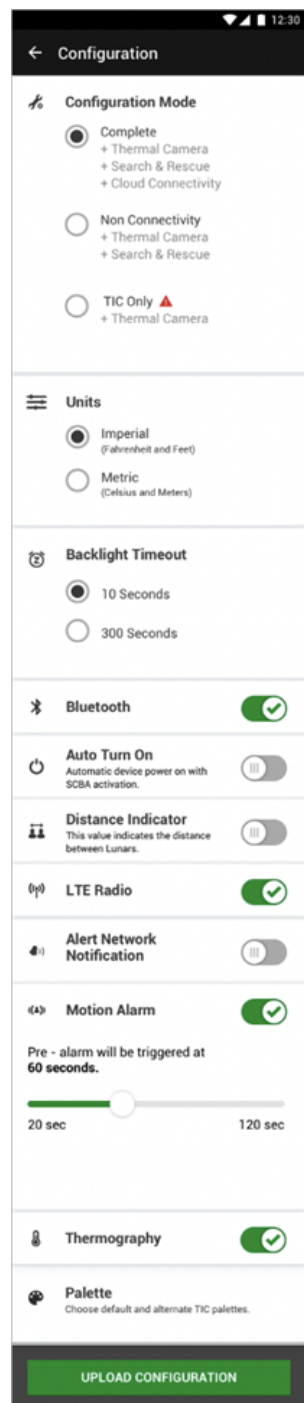 12:30
Configuration
Configuration Mode
Complete
+ Thermal Camera
+ Search & Rescue
+ Cloud Connectivity
Non Connectivity
+ Thermal Camera
+ Search & Rescue
TIC Only
+ Thermal Camera
Units
Imperial
(Fahrenheit and Feet)
Metric
(Celsius and Meters)
Backlight Timeout
10 Seconds
300 Seconds
Bluetooth
Auto Turn On
Automatic device power on with
SCBA activation.
Distance Indicator
This value indicates the distance
between Lunars.
LTE Radio
Alert Network
Notification
Motion Alarm
Pre - alarm will be triggered at
60 seconds.
20 sec 120 sec
Thermography
Palette
Choose default and alternate TIC palettes.
UPLOAD CONFIGURATION